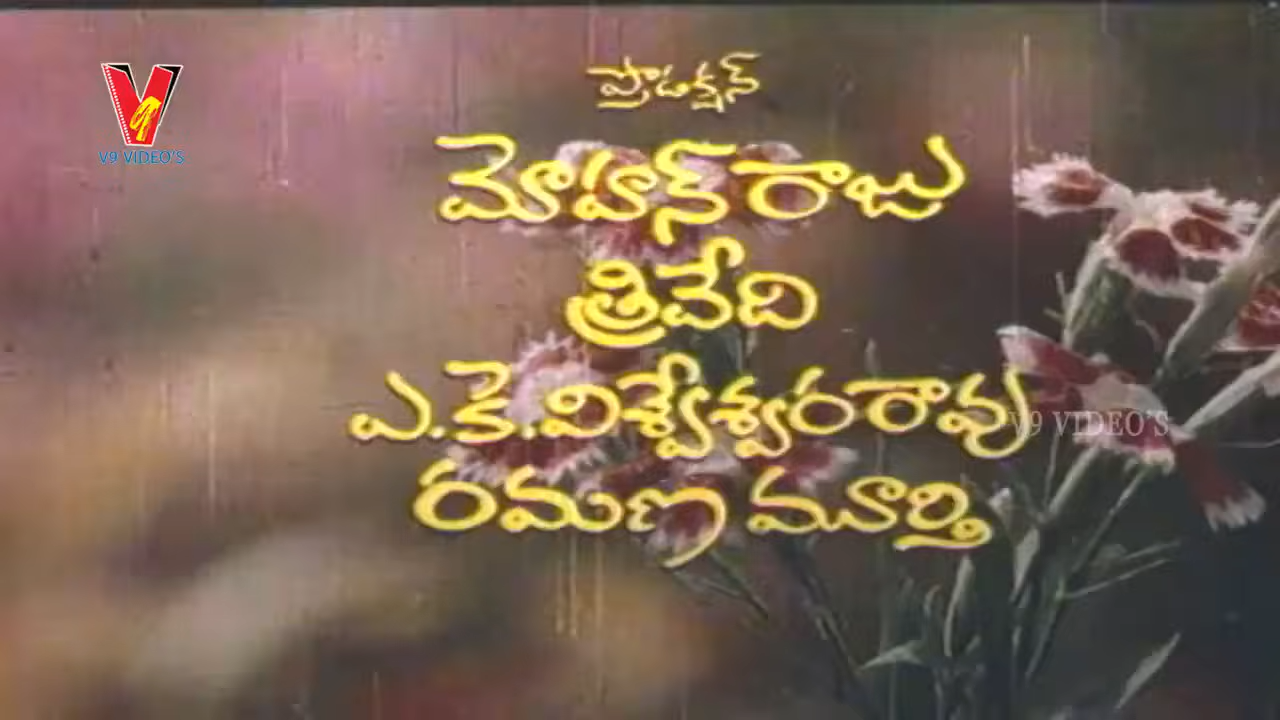 V9 VIDEO'S
ప్రొడక్షన్
మోహన్ రాజు
త్రివేది
ఎ.కె.విశ్వేశ్వరరావు
V9 VIDEO'S
రమణ మూర్తి